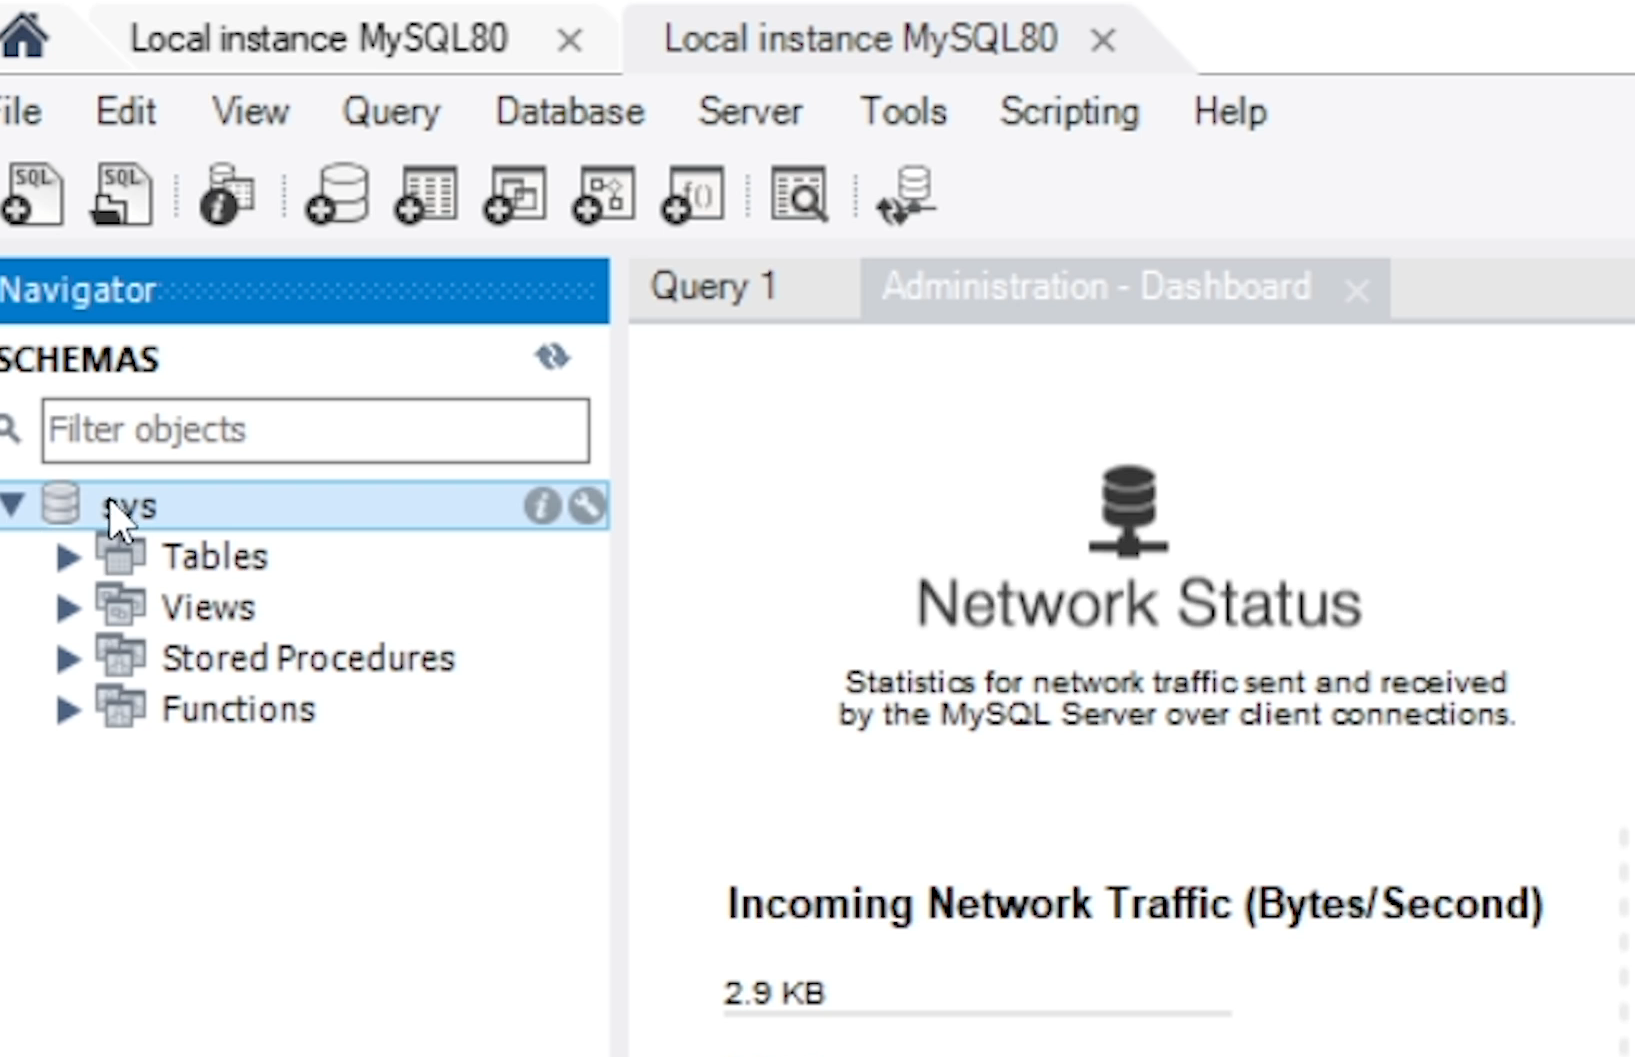 Local instance MySQL80 Local instance MySQL80
ile Edit View Query Database Server Tools Scripting Help
SQL SQL f()
Navigator
Query 1 Administration - Dashboard
SCHEMAS
Filter objects
sys
Tables
Views
Stored Procedures
Functions
Network Status
Statistics for network traffic sent and received
by the MySQL Server over client connections.
Incoming Network Traffic (Bytes/Second)
2.9 KB